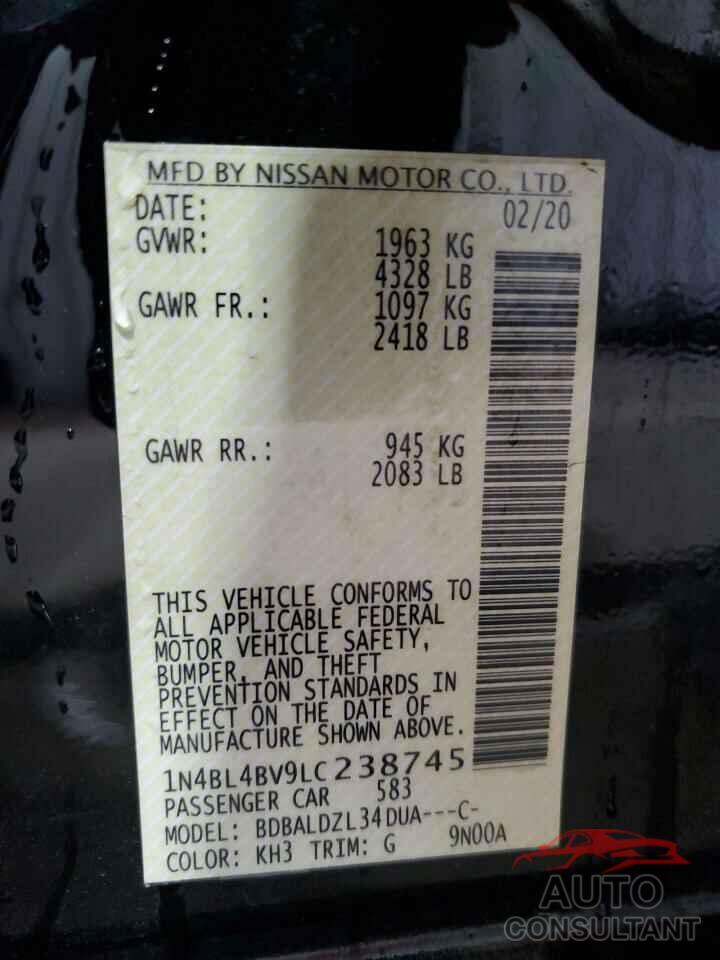 MFD BY NISSAN MOTOR CO., LTD.
DATE: 02/20
GVWR: 1963 KG
4328 LB
GAWR FR.: 1097 KG
2418 LB
GAWR RR.: 945 KG
2083 LB
THIS VEHICLE CONFORMS TO
ALL APPLICABLE FEDERAL
MOTOR VEHICLE SAFETY,
BUMPER, AND THEFT
PREVENTION STANDARDS IN
EFFECT ON THE DATE OF
MANUFACTURE SHOWN ABOVE.
1N4BL4BV9LC238745
PASSENGER CAR 583
MODEL: BDBALDZL34DUA---C-
COLOR: KH3 TRIM: G 9N00A
AUTO
CONSULTANT